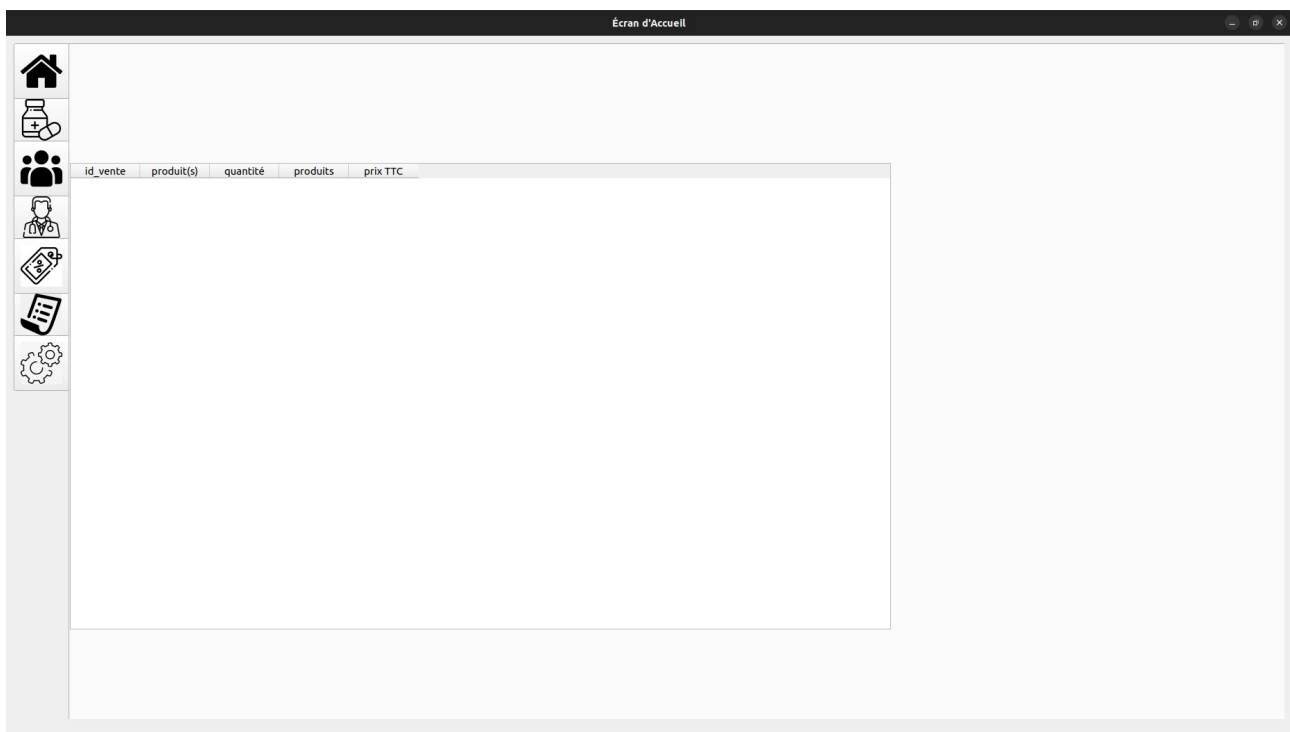 Écran d'Accueil
id_vente produit(s) quantité produits prix TTC